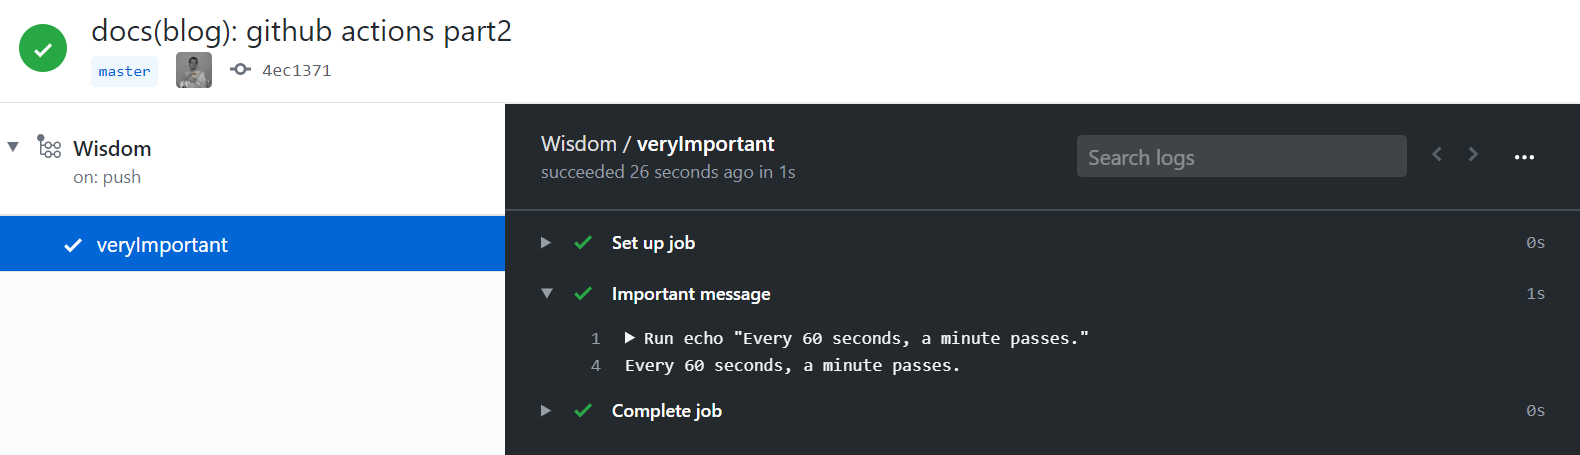 docs(blog): github actions part2
master 4ec1371
Wisdom
on: push
veryImportant
Wisdom / veryImportant
succeeded 26 seconds ago in 1s
Search logs
Set up job 0s
Important message 1s
1 Run echo "Every 60 seconds, a minute passes."
4 Every 60 seconds, a minute passes.
Complete job 0s